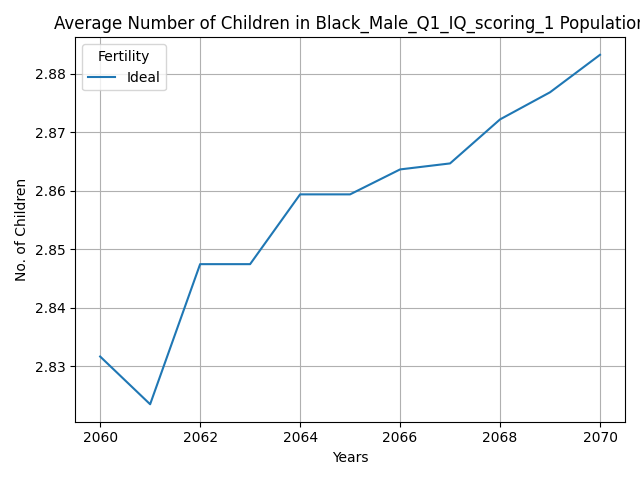 Average Number of Children in Black_Male_Q1_IQ_scoring_1 Population
Fertility
Ideal
2.88
2.87
2.86
2.85
2.84
2.83
No. of Children
2060 2062 2064 2066 2068 2070
Years